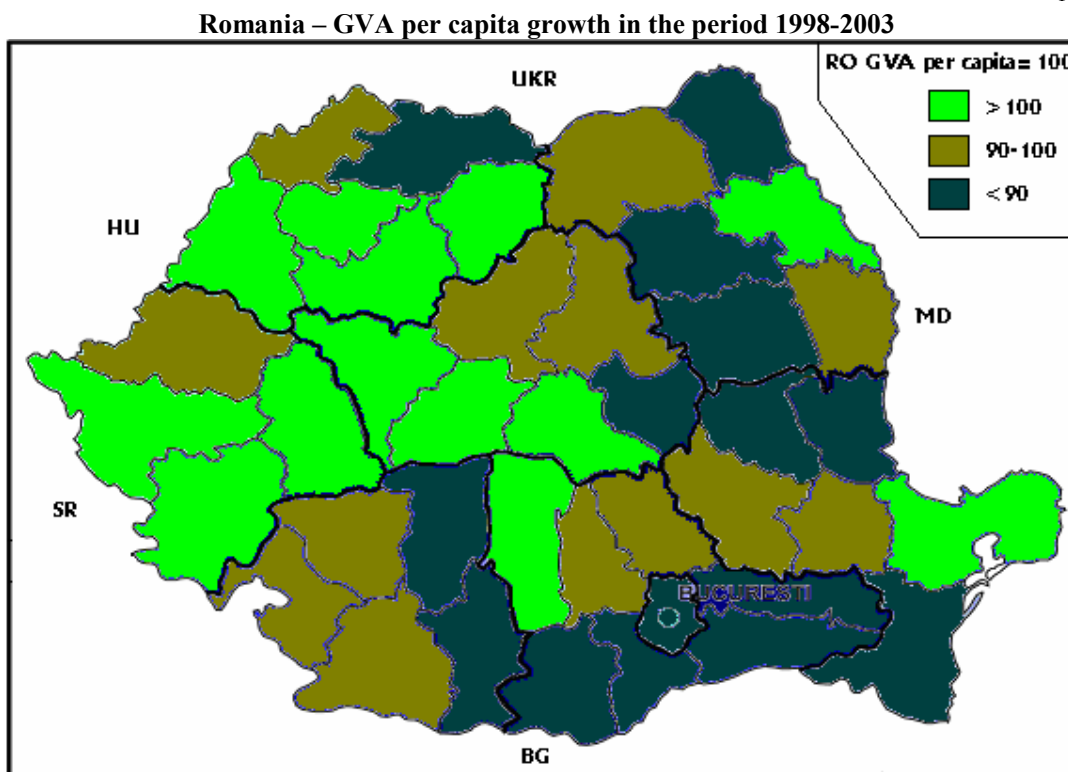 Romania – GVA per capita growth in the period 1998-2003
RO GVA per capita= 100
> 100
90-100
< 90
UKR
HU
MD
SR
BUCURESTI
BG